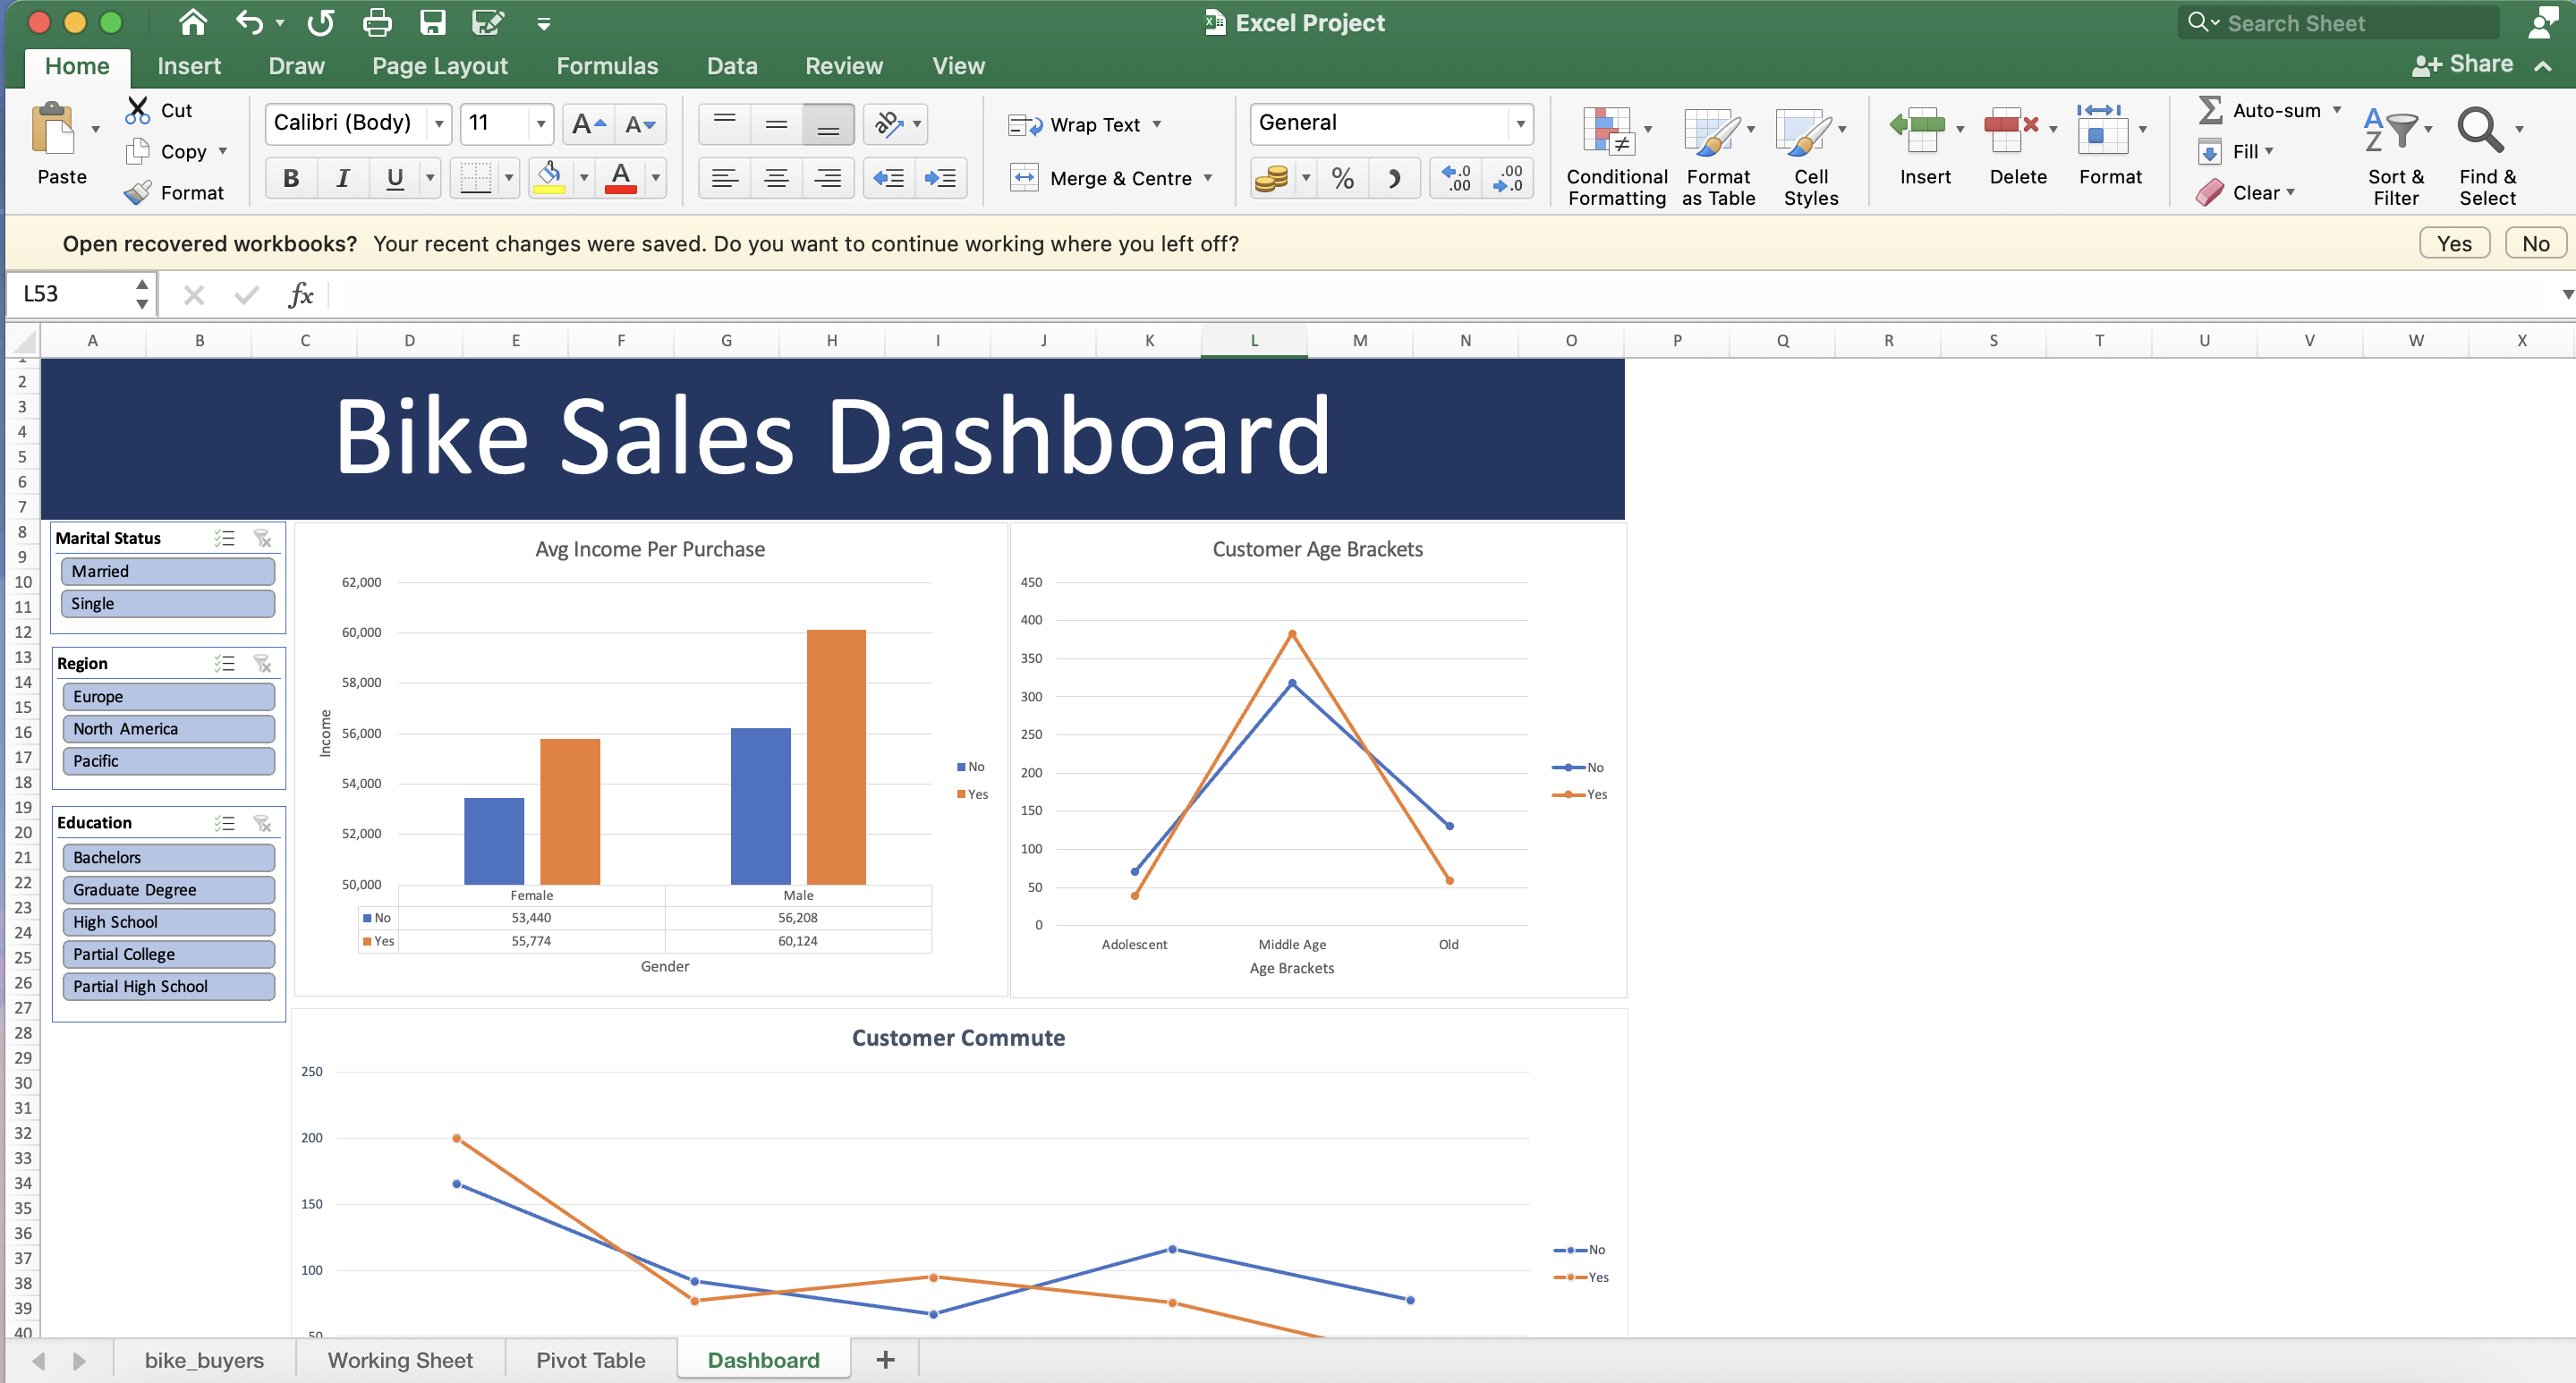 Excel Project
Search Sheet
Home Insert Draw Page Layout Formulas Data Review View
Share
Paste
Cut
Copy
Format
Calibri (Body) 11
B I U
Wrap Text
Merge & Centre
General
Conditional Formatting
Format as Table
Cell Styles
Insert
Delete
Format
Auto-sum
Fill
Clear
Sort & Filter
Find & Select
Open recovered workbooks? Your recent changes were saved. Do you want to continue working where you left off?
Yes No
L53
fx
A B C D E F G H I J K L M N O P Q R S T U V W X
1
2
3
4
5
6
7
8
9
10
11
12
13
14
15
16
17
18
19
20
21
22
23
24
25
26
27
28
29
30
31
32
33
34
35
36
37
38
39
40
Bike Sales Dashboard
Marital Status
Married
Single
Region
Europe
North America
Pacific
Education
Bachelors
Graduate Degree
High School
Partial College
Partial High School
Avg Income Per Purchase
62,000
60,000
58,000
56,000
54,000
52,000
50,000
Income
Female Male
No 53,440 56,208
Yes 55,774 60,124
Gender
No
Yes
Customer Age Brackets
450
400
350
300
250
200
150
100
50
0
Adolescent Middle Age Old
Age Brackets
No
Yes
Customer Commute
250
200
150
100
50
No
Yes
bike_buyers Working Sheet Pivot Table Dashboard +